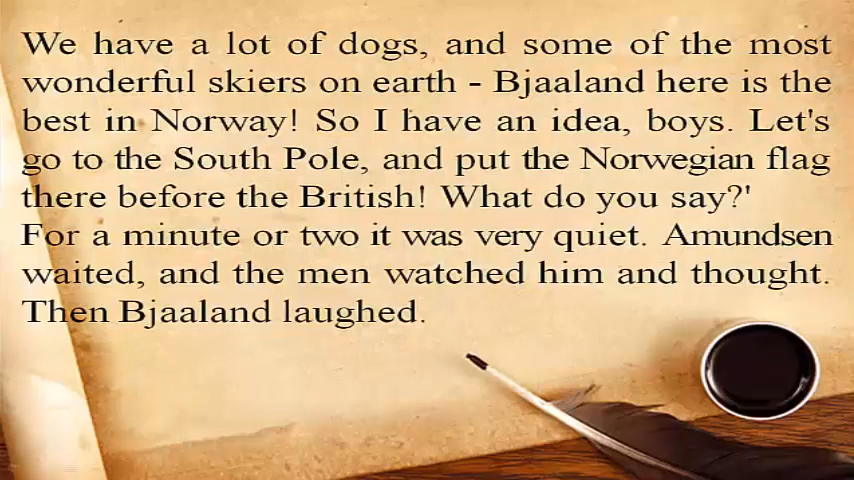 We have a lot of dogs, and some of the most
wonderful skiers on earth - Bjaaland here is the
best in Norway! So I have an idea, boys. Let's
go to the South Pole, and put the Norwegian flag
there before the British! What do you say?'
For a minute or two it was very quiet. Amundsen
waited, and the men watched him and thought.
Then Bjaaland laughed.